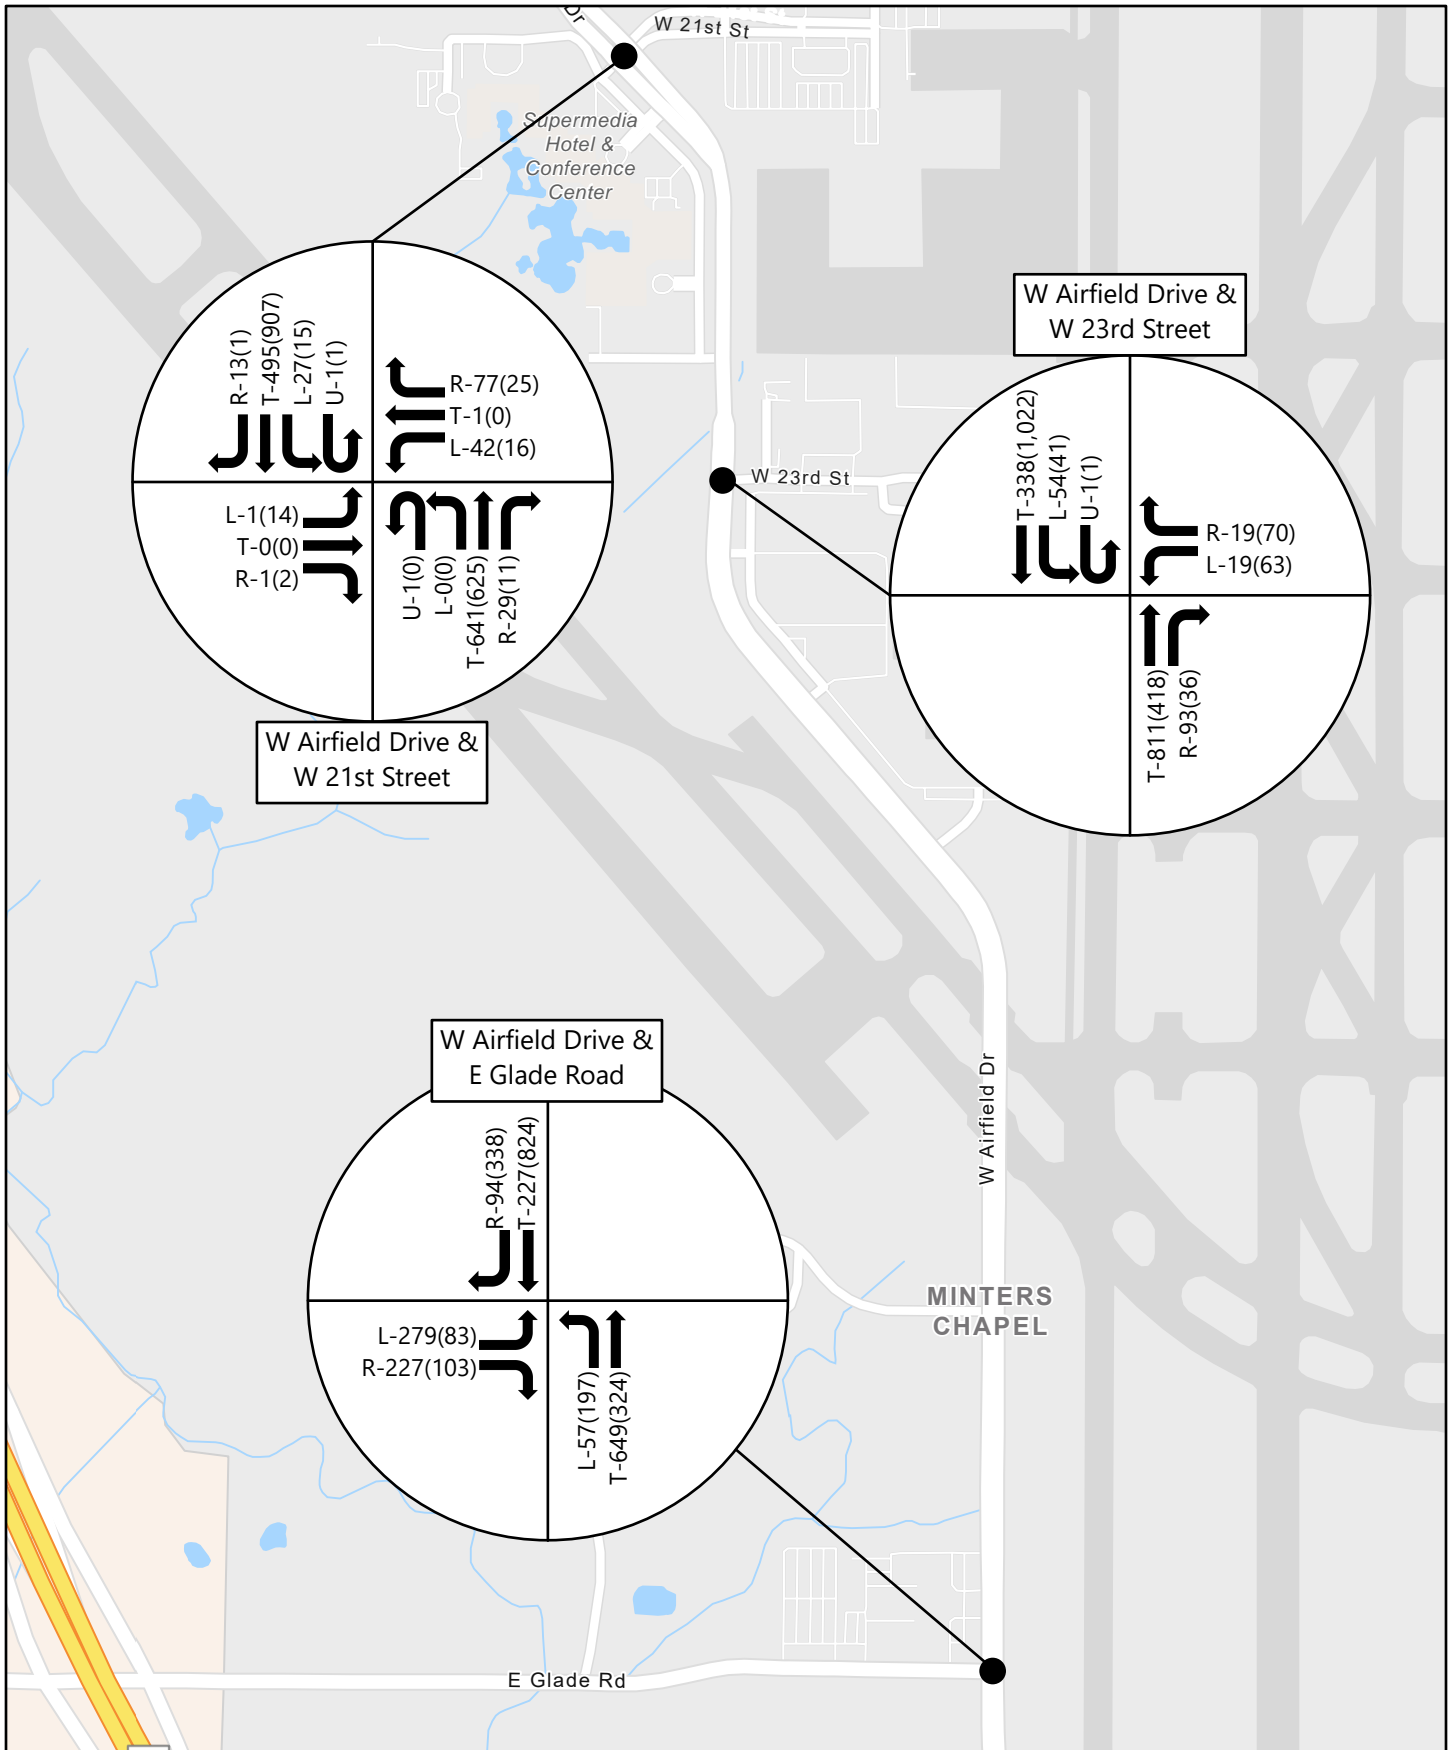 Dr
W 21st St
Supermedia
Hotel &
Conference
Center
R-13(1)
T-495(907)
L-27(15)
U-1(1)
R-77(25)
T-1(0)
L-42(16)
L-1(14)
T-0(0)
R-1(2)
U-1(0)
L-0(0)
T-641(625)
R-29(11)
W Airfield Drive &
W 21st Street
W Airfield Drive &
W 23rd Street
T-338(1,022)
L-54(41)
U-1(1)
R-19(70)
L-19(63)
T-811(418)
R-93(36)
W 23rd St
W Airfield Drive &
E Glade Road
R-94(338)
T-227(824)
L-279(83)
R-227(103)
L-57(197)
T-649(324)
W Airfield Dr
MINTERS
CHAPEL
E Glade Rd